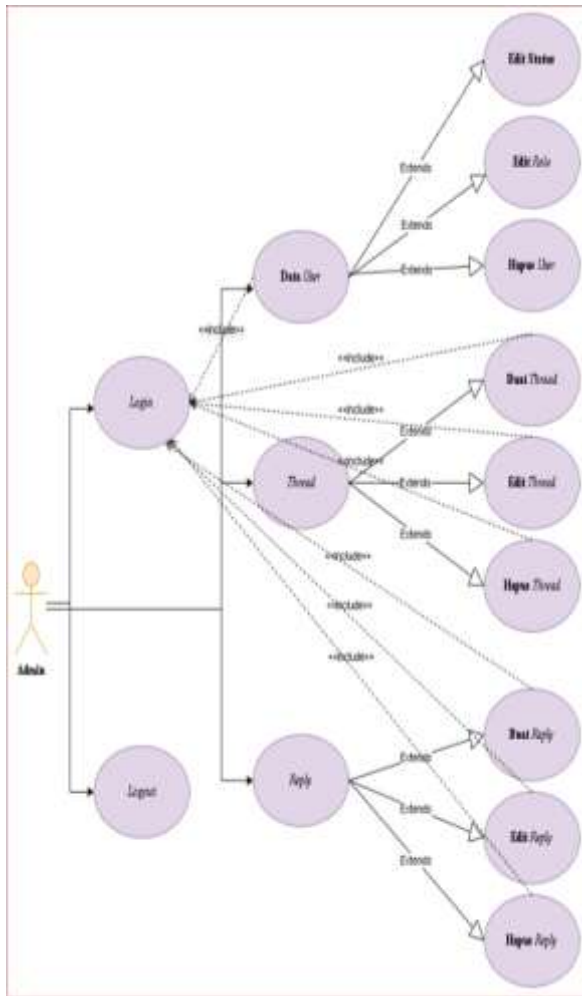 Edit Status
Extends
Edit Role
Extends
Data User
Extends
Hapus User
<<include>>
<<include>>
Buat Thread
Login
<<include>>
Extends
<<include>>
Thread
Extends
Edit Thread
Extends
<<include>>
Hapus Thread
<<include>>
Admin
<<include>>
Buat Reply
Extends
Logout
Reply
Extends
Edit Reply
Extends
Hapus Reply